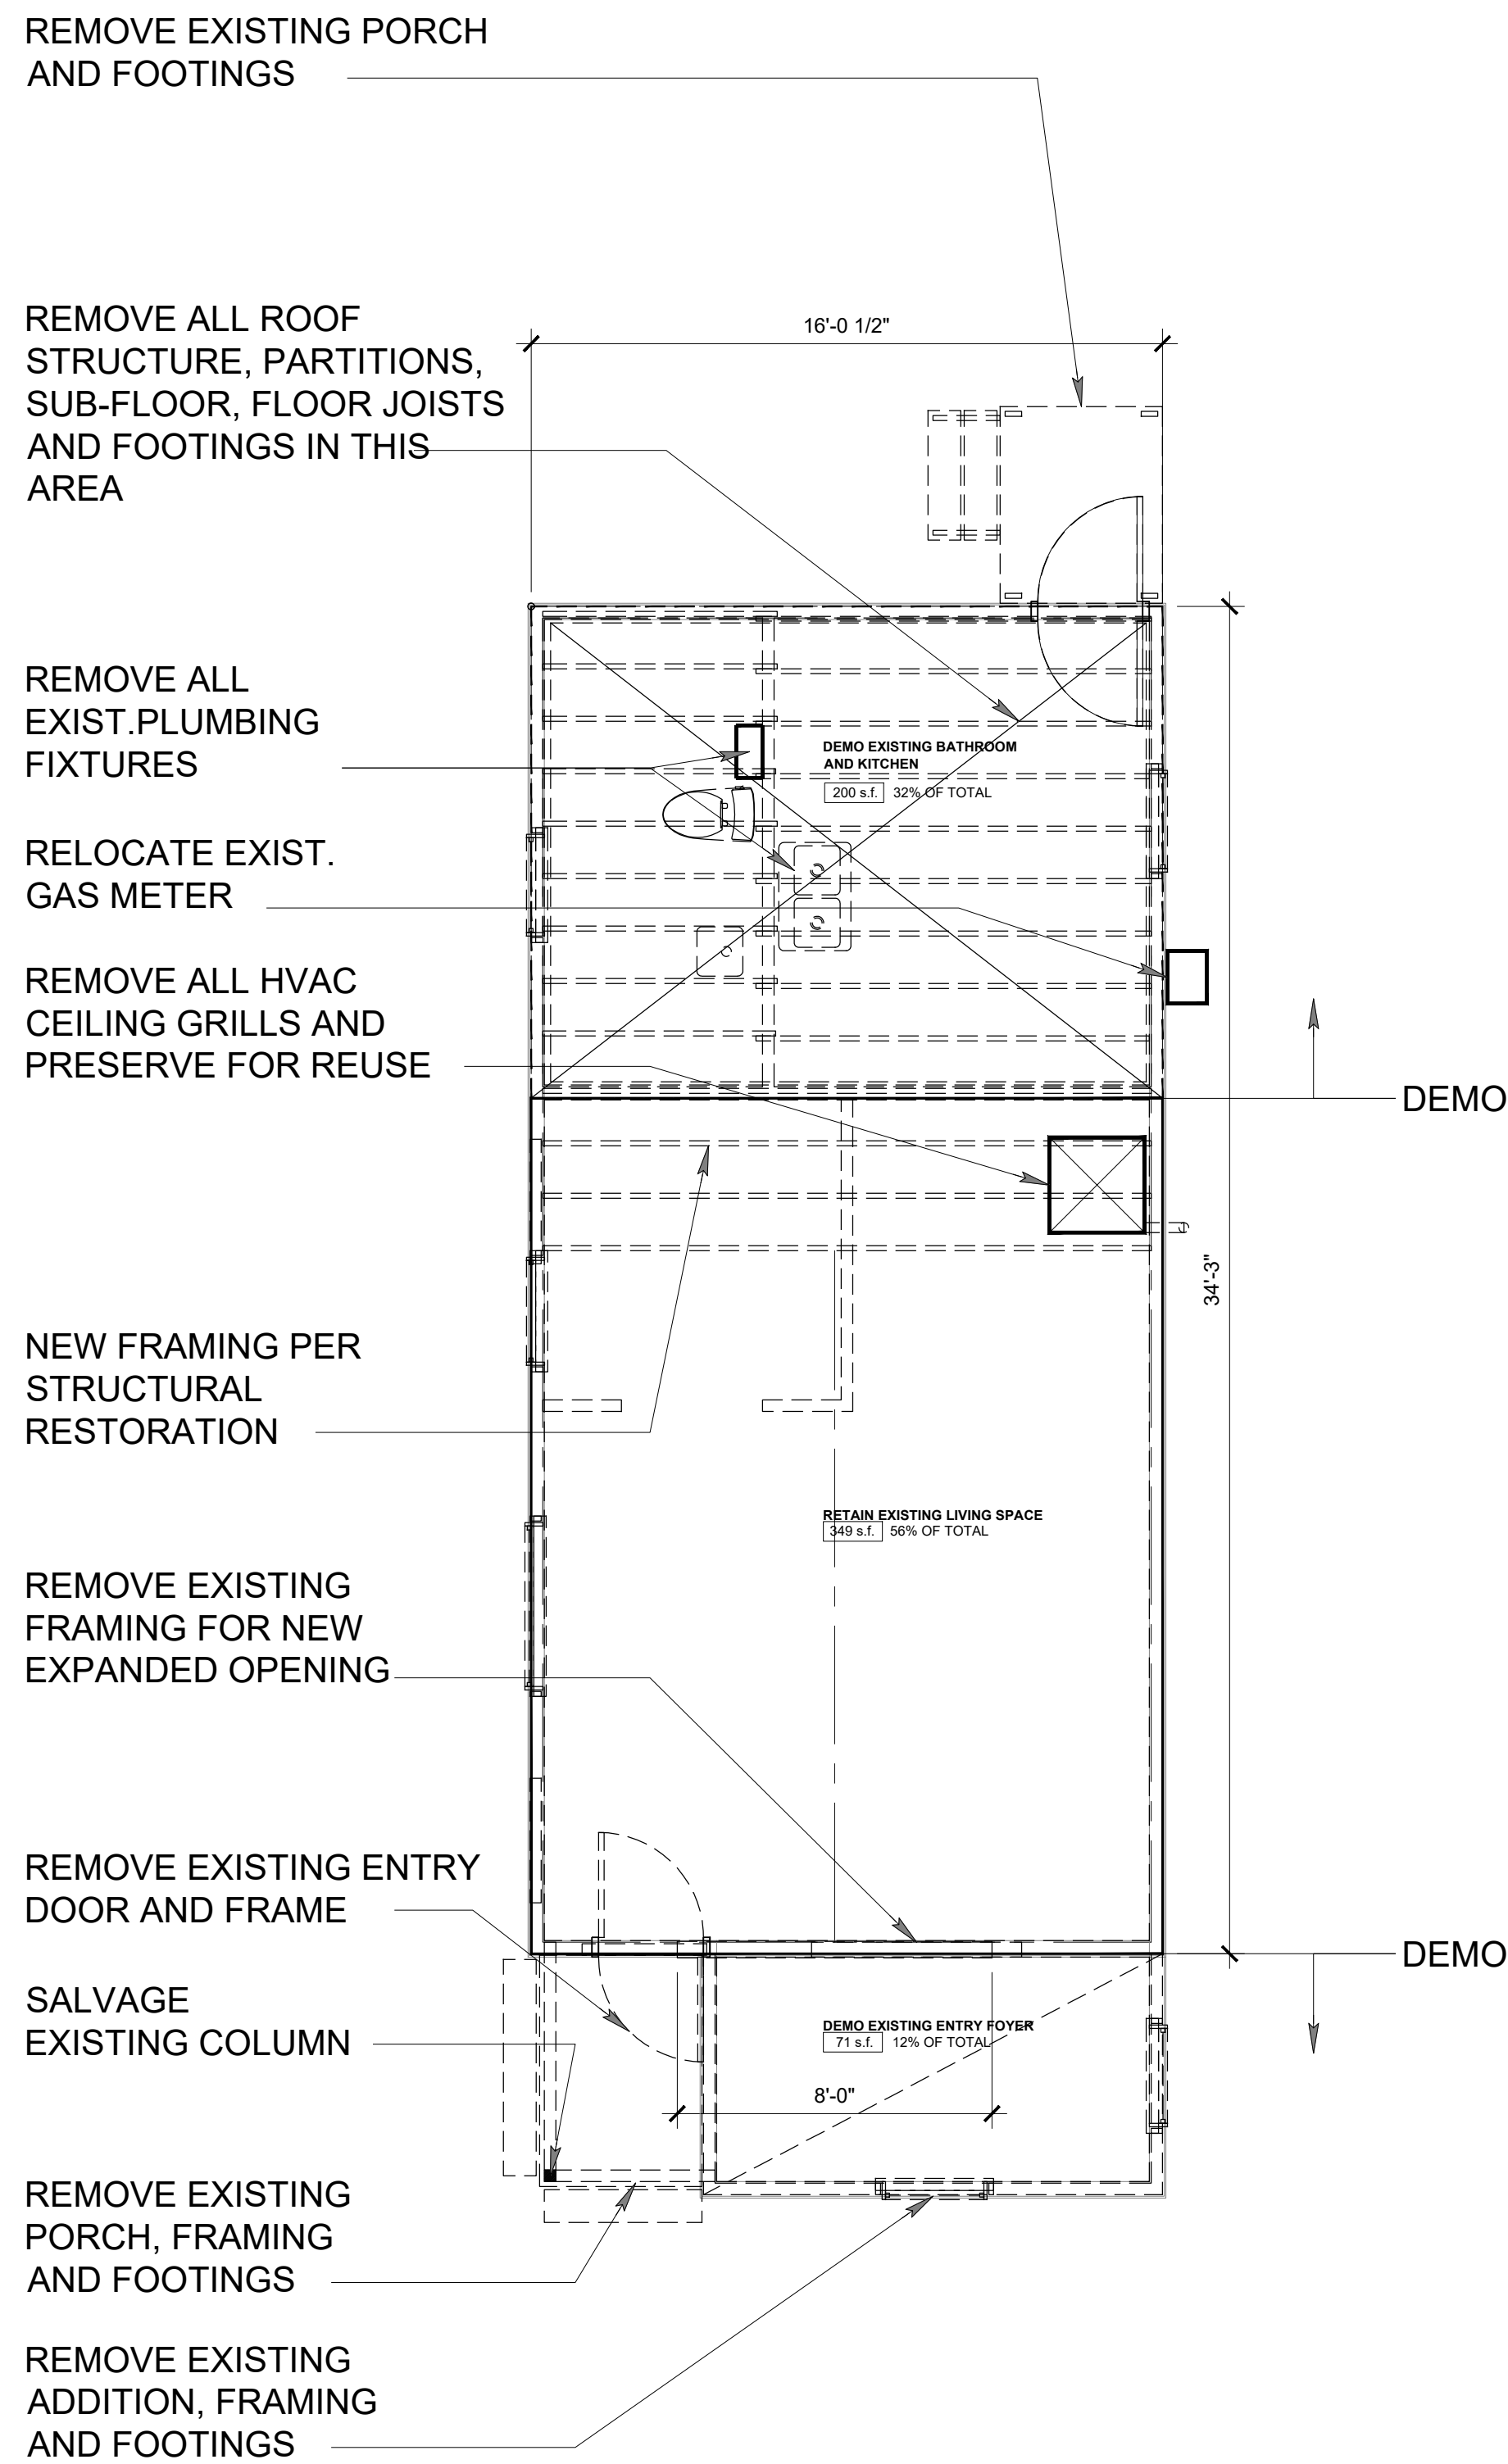 REMOVE EXISTING PORCH
AND FOOTINGS
REMOVE ALL ROOF
STRUCTURE, PARTITIONS,
SUB-FLOOR, FLOOR JOISTS
AND FOOTINGS IN THIS
AREA
16'-0 1/2"
REMOVE ALL
EXIST.PLUMBING
FIXTURES
DEMO EXISTING BATHROOM
AND KITCHEN
200 s.f. 32% OF TOTAL
RELOCATE EXIST.
GAS METER
REMOVE ALL HVAC
CEILING GRILLS AND
PRESERVE FOR REUSE
DEMO
34'-3"
NEW FRAMING PER
STRUCTURAL
RESTORATION
RETAIN EXISTING LIVING SPACE
349 s.f. 56% OF TOTAL
REMOVE EXISTING
FRAMING FOR NEW
EXPANDED OPENING
REMOVE EXISTING ENTRY
DOOR AND FRAME
DEMO
SALVAGE
EXISTING COLUMN
DEMO EXISTING ENTRY FOYER
71 s.f. 12% OF TOTAL
8'-0"
REMOVE EXISTING
PORCH, FRAMING
AND FOOTINGS
REMOVE EXISTING
ADDITION, FRAMING
AND FOOTINGS